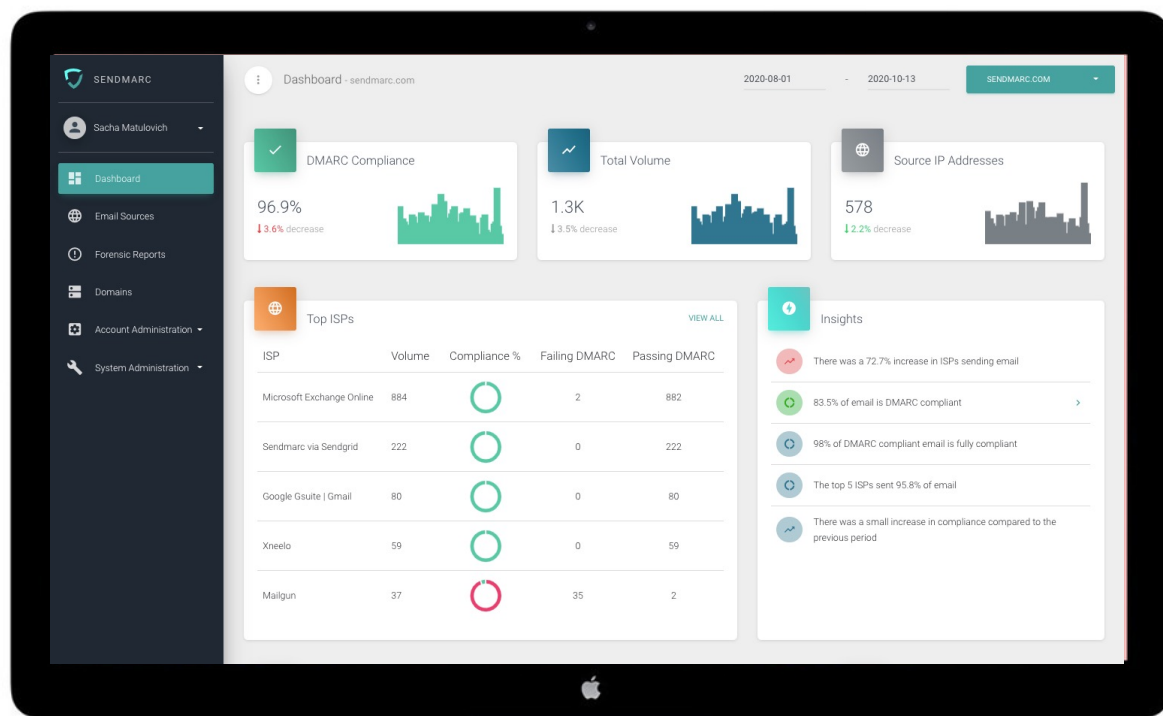 SENDMARC
Dashboard - sendmarc.com
2020-08-01 - 2020-10-13
SENDMARC.COM
Sacha Matulovich
Dashboard
Email Sources
Forensic Reports
Domains
Account Administration
System Administration
DMARC Compliance
96.9%
3.6% decrease
Total Volume
1.3K
3.5% decrease
Source IP Addresses
578
2.2% decrease
Top ISPs
VIEW ALL
ISP Volume Compliance % Failing DMARC Passing DMARC
Microsoft Exchange Online 884 2 882
Sendmarc via Sendgrid 222 0 222
Google Gsuite | Gmail 80 0 80
Xneelo 59 0 59
Mailgun 37 35 2
Insights
There was a 72.7% increase in ISPs sending email
83.5% of email is DMARC compliant
98% of DMARC compliant email is fully compliant
The top 5 ISPs sent 95.8% of email
There was a small increase in compliance compared to the
previous period